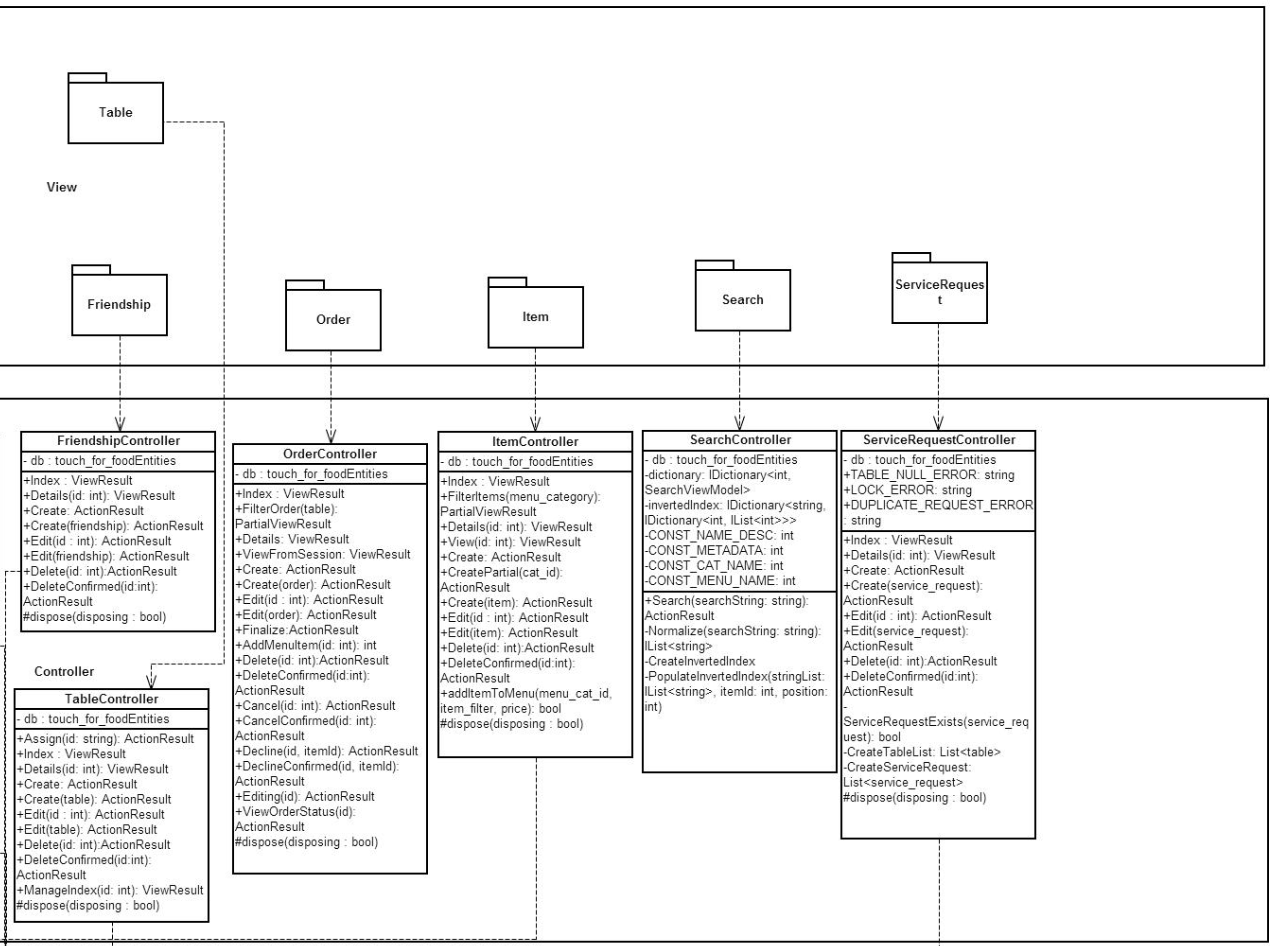 Table
View
Friendship
Order
Item
Search
ServiceReques
t
FriendshipController
- db : touch_for_foodEntities
+Index : ViewResult
+Details(id: int): ViewResult
+Create: ActionResult
+Create(friendship): ActionResult
+Edit(id : int): ActionResult
+Edit(friendship): ActionResult
+Delete(id: int):ActionResult
+DeleteConfirmed(id:int):
ActionResult
#dispose(disposing : bool)
Controller
TableController
- db : touch_for_foodEntities
+Assign(id: string): ActionResult
+Index : ViewResult
+Details(id: int): ViewResult
+Create: ActionResult
+Create(table): ActionResult
+Edit(id : int): ActionResult
+Edit(table): ActionResult
+Delete(id: int):ActionResult
+DeleteConfirmed(id:int):
ActionResult
+ManageIndex(id: int): ViewResult
#dispose(disposing : bool)
OrderController
- db : touch_for_foodEntities
+Index : ViewResult
+FilterOrder(table):
PartialViewResult
+Details: ViewResult
+ViewFromSession: ViewResult
+Create: ActionResult
+Create(order): ActionResult
+Edit(id : int): ActionResult
+Edit(order): ActionResult
+Finalize:ActionResult
+AddMenuItem(id: int): int
+Delete(id: int):ActionResult
+DeleteConfirmed(id:int):
ActionResult
+Cancel(id: int): ActionResult
+CancelConfirmed(id: int):
ActionResult
+Decline(id, itemId): ActionResult
+DeclineConfirmed(id, itemId):
ActionResult
+Editing(id): ActionResult
+ViewOrderStatus(id):
ActionResult
#dispose(disposing : bool)
ItemController
- db : touch_for_foodEntities
+Index : ViewResult
+FilterItems(menu_category):
PartialViewResult
+Details(id: int): ViewResult
+View(id: int): ViewResult
+Create: ActionResult
+CreatePartial(cat_id):
ActionResult
+Create(item): ActionResult
+Edit(id : int): ActionResult
+Edit(item): ActionResult
+Delete(id: int):ActionResult
+DeleteConfirmed(id:int):
ActionResult
+addItemToMenu(menu_cat_id,
item_filter, price): bool
#dispose(disposing : bool)
SearchController
- db : touch_for_foodEntities
-dictionary: IDictionary<int,
SearchViewModel>
-invertedIndex: IDictionary<string,
IDictionary<int, IList<int>>>
-CONST_NAME_DESC: int
-CONST_METADATA: int
-CONST_CAT_NAME: int
-CONST_MENU_NAME: int
+Search(searchString: string):
ActionResult
-Normalize(searchString: string):
IList<string>
-CreateInvertedIndex
-PopulateInvertedIndex(stringList:
IList<string>, itemId: int, position:
int)
ServiceRequestController
- db : touch_for_foodEntities
+TABLE_NULL_ERROR: string
+LOCK_ERROR: string
+DUPLICATE_REQUEST_ERROR
: string
+Index : ViewResult
+Details(id: int): ViewResult
+Create: ActionResult
+Create(service_request):
ActionResult
+Edit(id : int): ActionResult
+Edit(service_request):
ActionResult
+Delete(id: int):ActionResult
+DeleteConfirmed(id:int):
ActionResult
-
ServiceRequestExists(service_req
uest): bool
-CreateTableList: List<table>
-CreateServiceRequest:
List<service_request>
#dispose(disposing : bool)